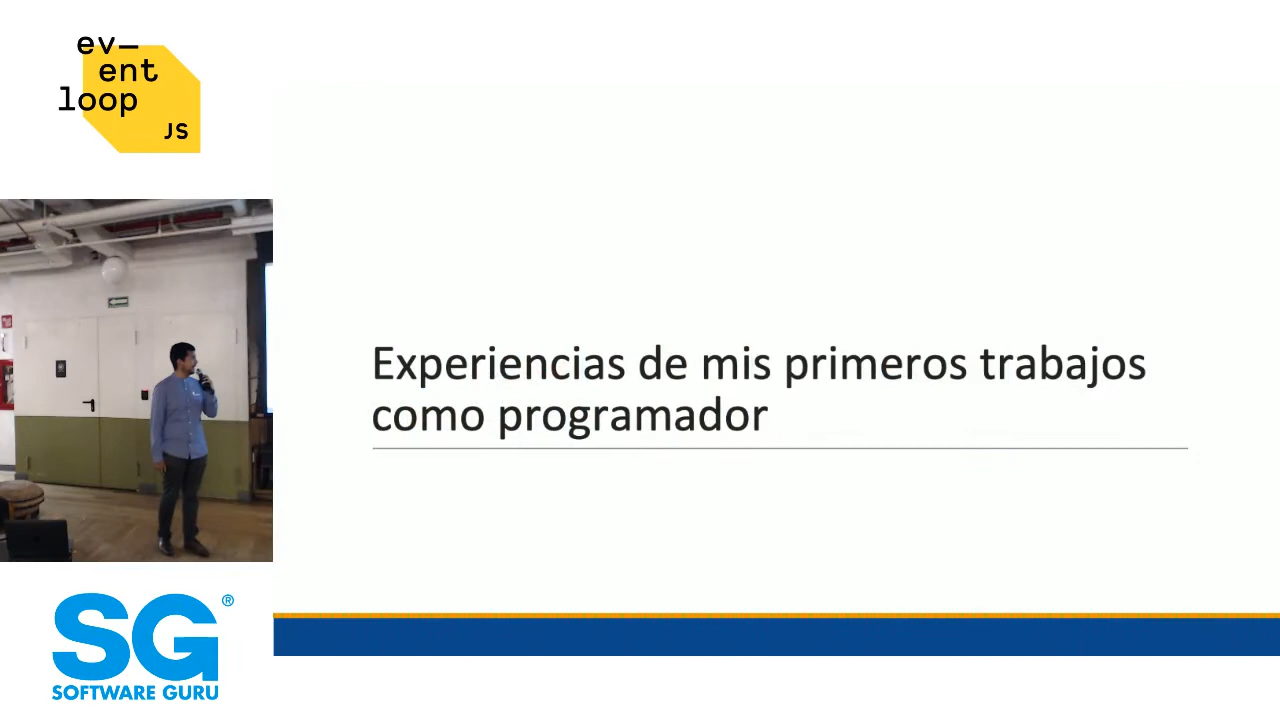 ev—
ent
loop
JS
Experiencias de mis primeros trabajos
como programador
SG®
SOFTWARE GURU